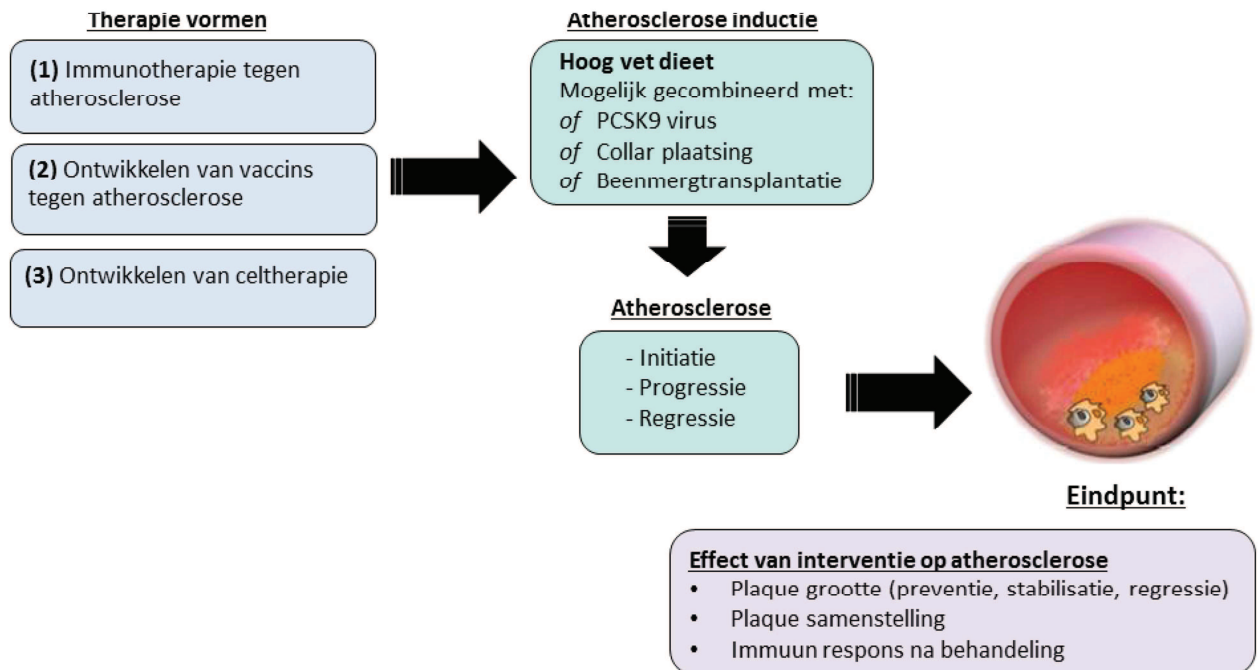 Therapie vormen
(1) Immunotherapie tegen
atherosclerose
(2) Ontwikkelen van vaccins
tegen atherosclerose
(3) Ontwikkelen van celtherapie
Atherosclerose inductie
Hoog vet dieet
Mogelijk gecombineerd met:
of PCSK9 virus
of Collar plaatsing
of Beenmergtransplantatie
Atherosclerose
- Initiatie
- Progressie
- Regressie
Eindpunt:
Effect van interventie op atherosclerose
• Plaque grootte (preventie, stabilisatie, regressie)
• Plaque samenstelling
• Immuun respons na behandeling